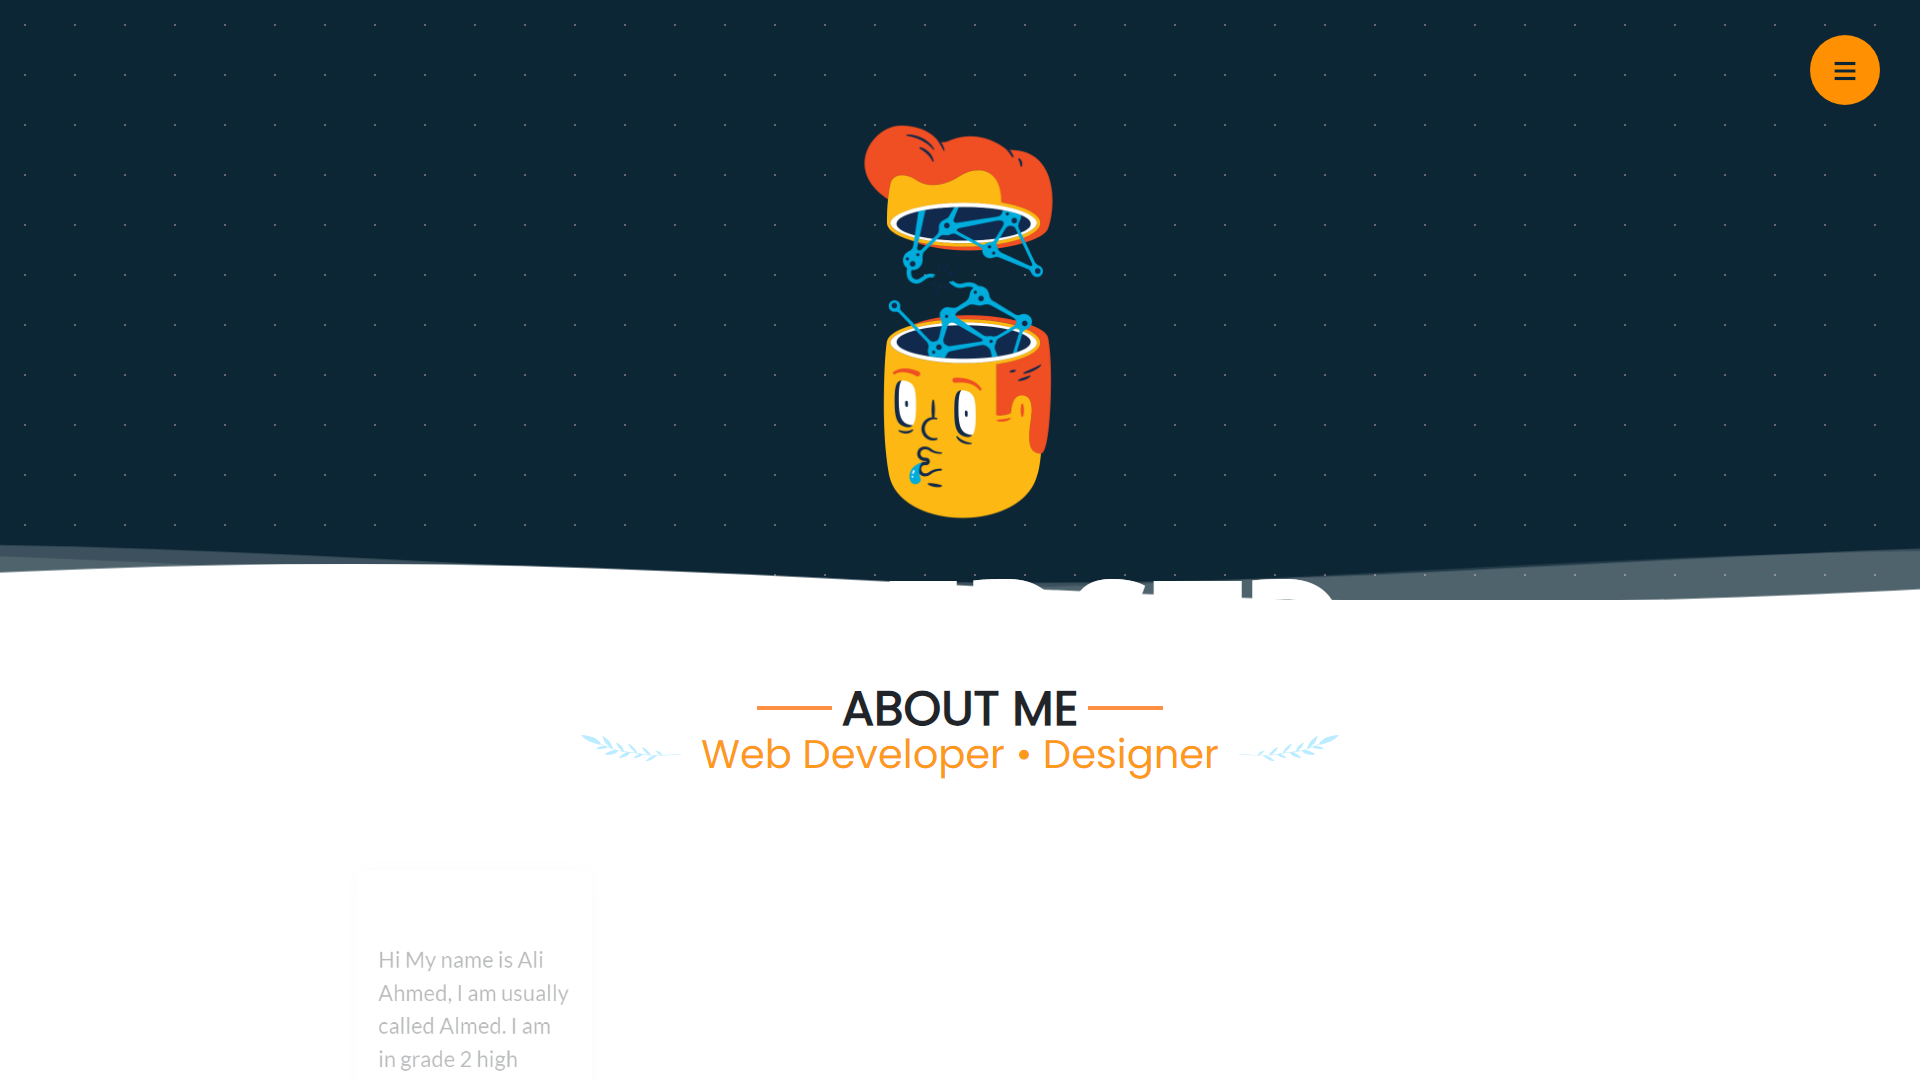 ABOUT ME
Web Developer • Designer
Hi My name is Ali
Ahmed, I am usually
called Almed. I am
in grade 2 high